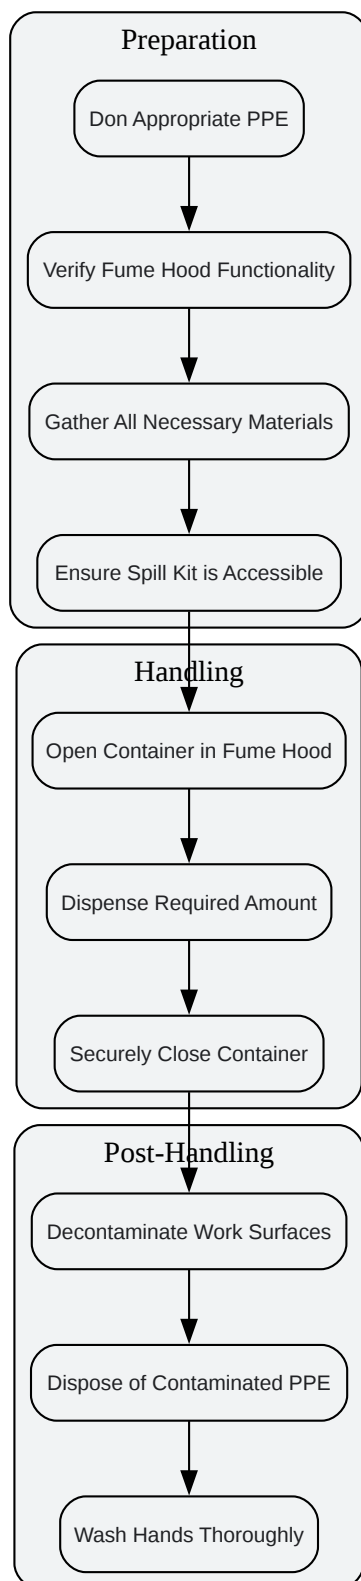 Preparation
Don Appropriate PPE
Verify Fume Hood Functionality
Gather All Necessary Materials
Ensure Spill Kit is Accessible
Handling
Open Container in Fume Hood
Dispense Required Amount
Securely Close Container
Post-Handling
Decontaminate Work Surfaces
Dispose of Contaminated PPE
Wash Hands Thoroughly